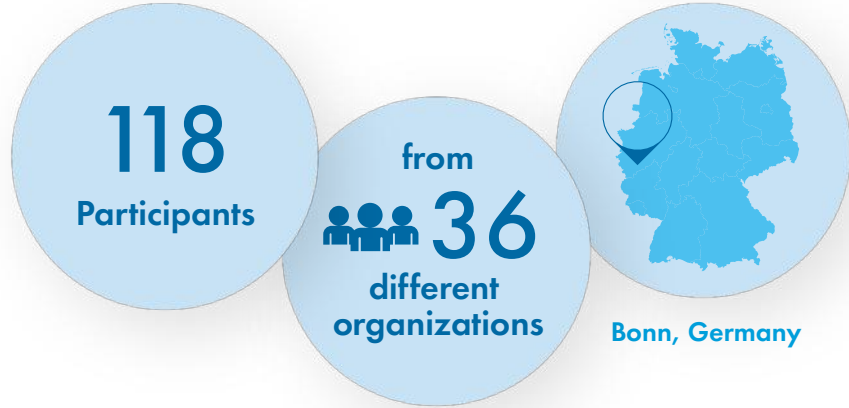 118
Participants
from
36
different
organizations
Bonn, Germany